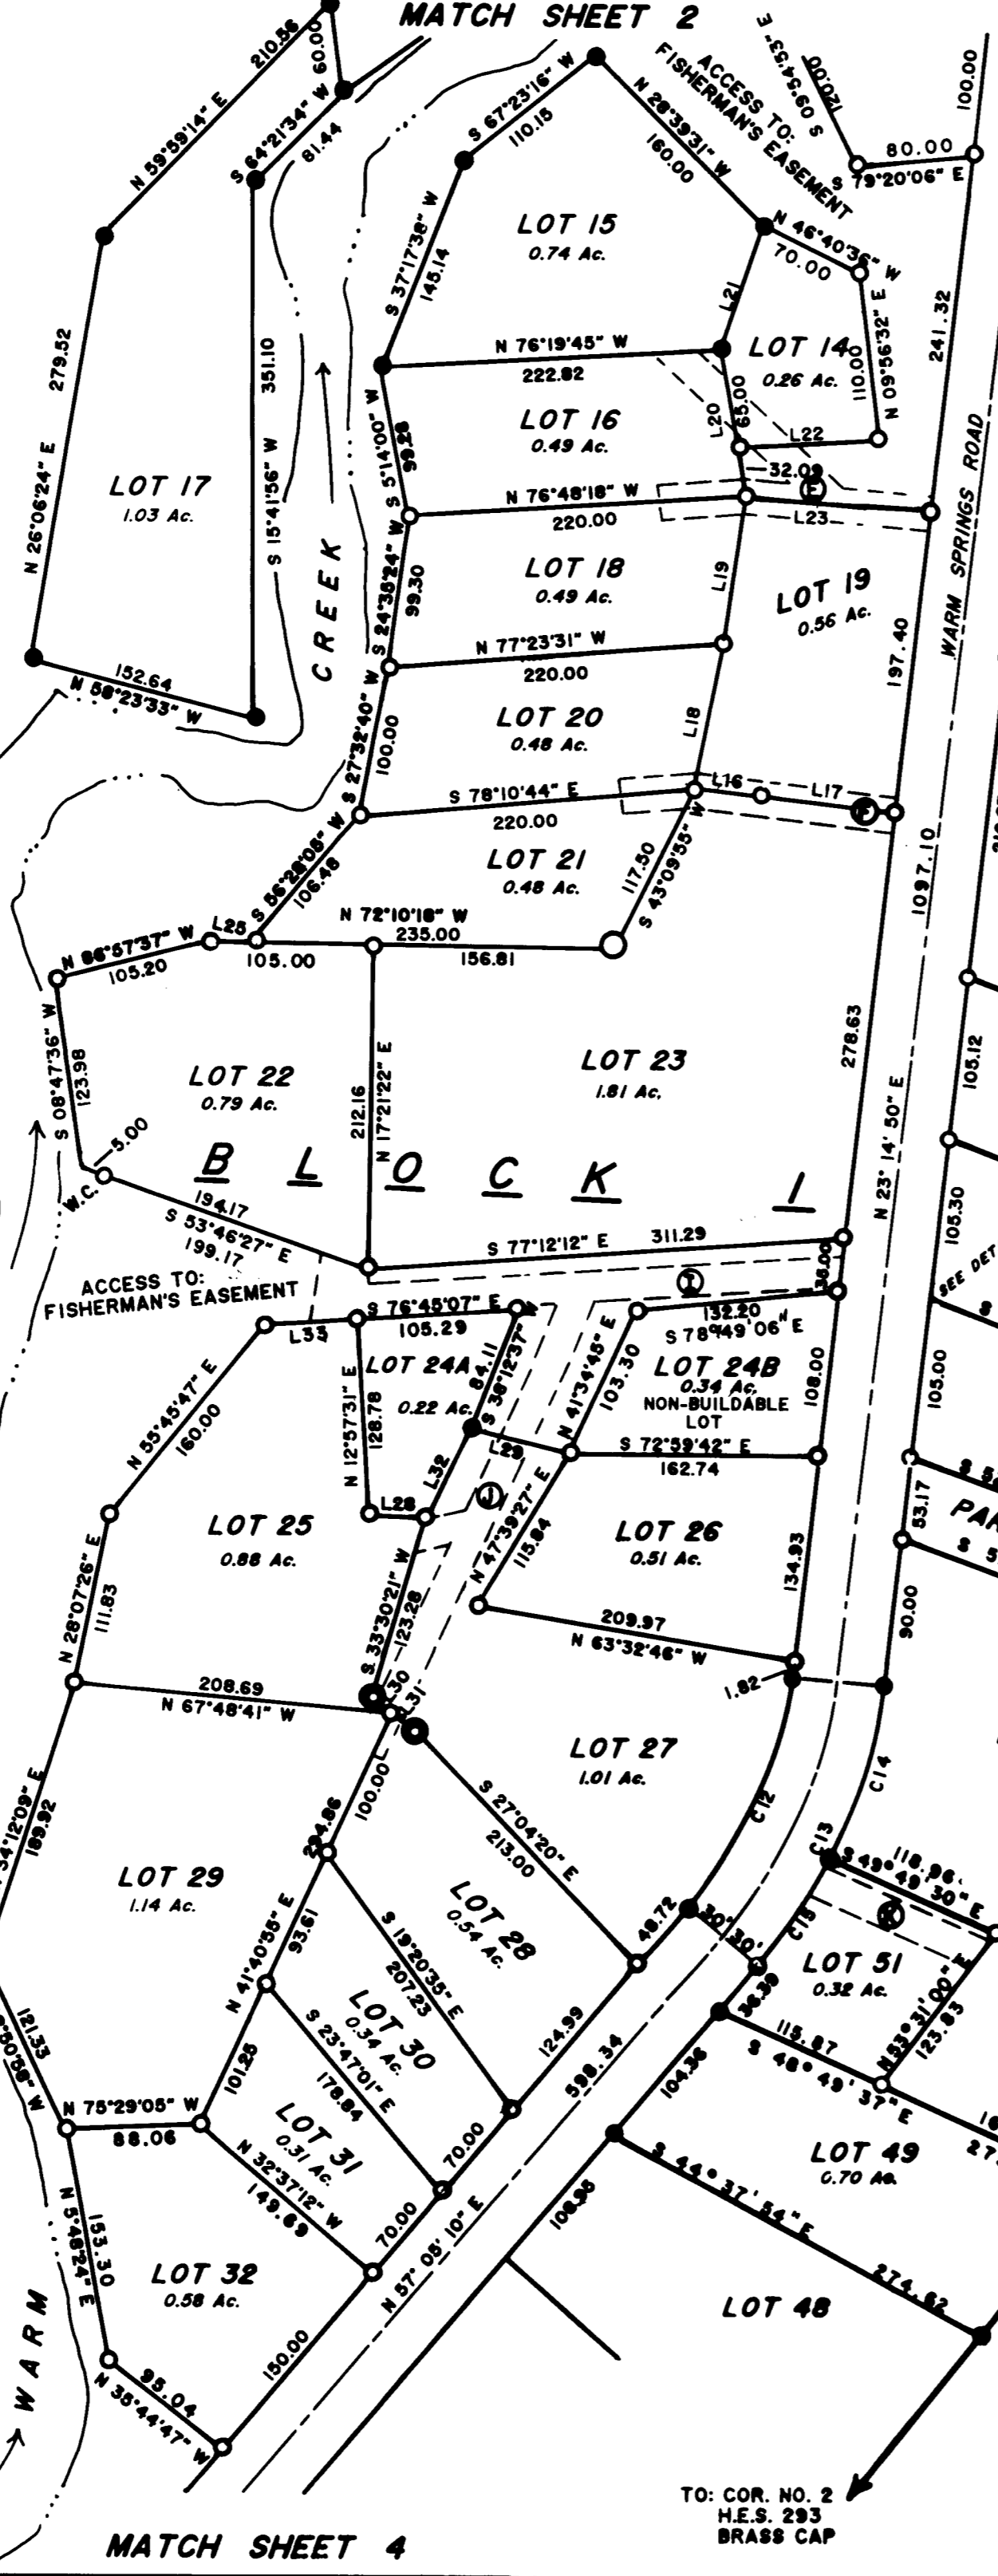 MATCH SHEET 2
210.56
N 59°59'14" E
60.00
S 64°21'34" W
81.44
S 67°23'16" W
110.15
N 28°39'31" W
160.00
ACCESS TO:
FISHERMAN'S EASEMENT
S 09°54'53" E
120.00
80.00
S 79°20'06" E
100.00
LOT 15
0.74 Ac.
S 37°17'38" W
145.14
N 46°40'36" W
70.00
L21
LOT 14
0.26 Ac.
110.00
N 09°56'32" E
241.32
279.52
N 26°06'24" E
351.10
S 15°41'56" W
N 76°19'45" W
222.82
LOT 16
0.49 Ac.
S 5°14'00" W
99.28
L20
65.00
L22
32.09
E
L23
LOT 17
1.03 Ac.
N 76°48'18" W
220.00
WARM SPRINGS ROAD
CREEK
LOT 18
0.49 Ac.
S 24°35'24" W
99.30
L19
LOT 19
0.56 Ac.
197.40
N 77°23'31" W
220.00
152.64
N 58°23'33" W
LOT 20
0.48 Ac.
S 27°32'40" W
100.00
L18
S 78°10'44" E
220.00
L16
L17
F
LOT 21
0.48 Ac.
106.48
117.50
S 43°09'55" W
1097.10
N 72°10'18" W
235.00
L25
105.00
156.81
N 86°57'37" W
105.20
S 08°47'36" W
123.98
278.63
LOT 22
0.79 Ac.
LOT 23
1.81 Ac.
212.16
N 17°21'22" E
105.12
N 23° 14' 50" E
5.00
W.C.
BLOCK 1
194.17
S 53°46'27" E
199.17
S 77°12'12" E
311.29
105.30
ACCESS TO:
FISHERMAN'S EASEMENT
I
SEE DET
L33
S 76°45'07" E
105.29
132.20
S 78°49'06" E
LOT 24A
0.22 Ac.
84.11
S 38°12'37"
N 41°34'45" E
103.30
LOT 24B
0.34 Ac.
NON-BUILDABLE
LOT
108.00
105.00
N 55°45'47" E
160.00
N 12°57'31" E
128.78
L29
S 72°59'42" E
162.74
L32
L28
J
53.17
LOT 25
0.88 Ac.
N 47°39'27" E
115.84
LOT 26
0.51 Ac.
134.93
N 28°07'26" E
111.83
S 33°30'21" W
123.28
209.97
N 63°32'46" W
90.00
208.69
N 67°48'41" W
L30
L31
1.82
LOT 27
1.01 Ac.
100.00
S 27°04'20" E
213.00
C12
C14
C13
294.86
34°12'09" E
189.92
LOT 29
1.14 Ac.
LOT 28
0.54 Ac.
118.96
S 49°49'30" E
K
N 41°40'55" E
93.61
S 19°20'35" E
207.23
48.72
30'
30'
LOT 51
0.32 Ac.
LOT 30
0.34 Ac.
S 23°47'01" E
178.84
124.99
598.34
36.39
115.87
S 48°49'37" E
N 53°31'00" E
123.83
121.33
101.25
104.36
N 75°29'05" W
88.06
LOT 31
0.31 Ac.
N 32°37'12" W
149.69
70.00
70.00
S 44°37'54" E
LOT 49
0.70 Ac.
N 5°48'24" E
153.30
LOT 32
0.58 Ac.
N 57° 05' 10" E
274.62
LOT 48
WARM
95.04
N 35°44'47" W
150.00
TO: COR. NO. 2
H.E.S. 293
BRASS CAP
MATCH SHEET 4